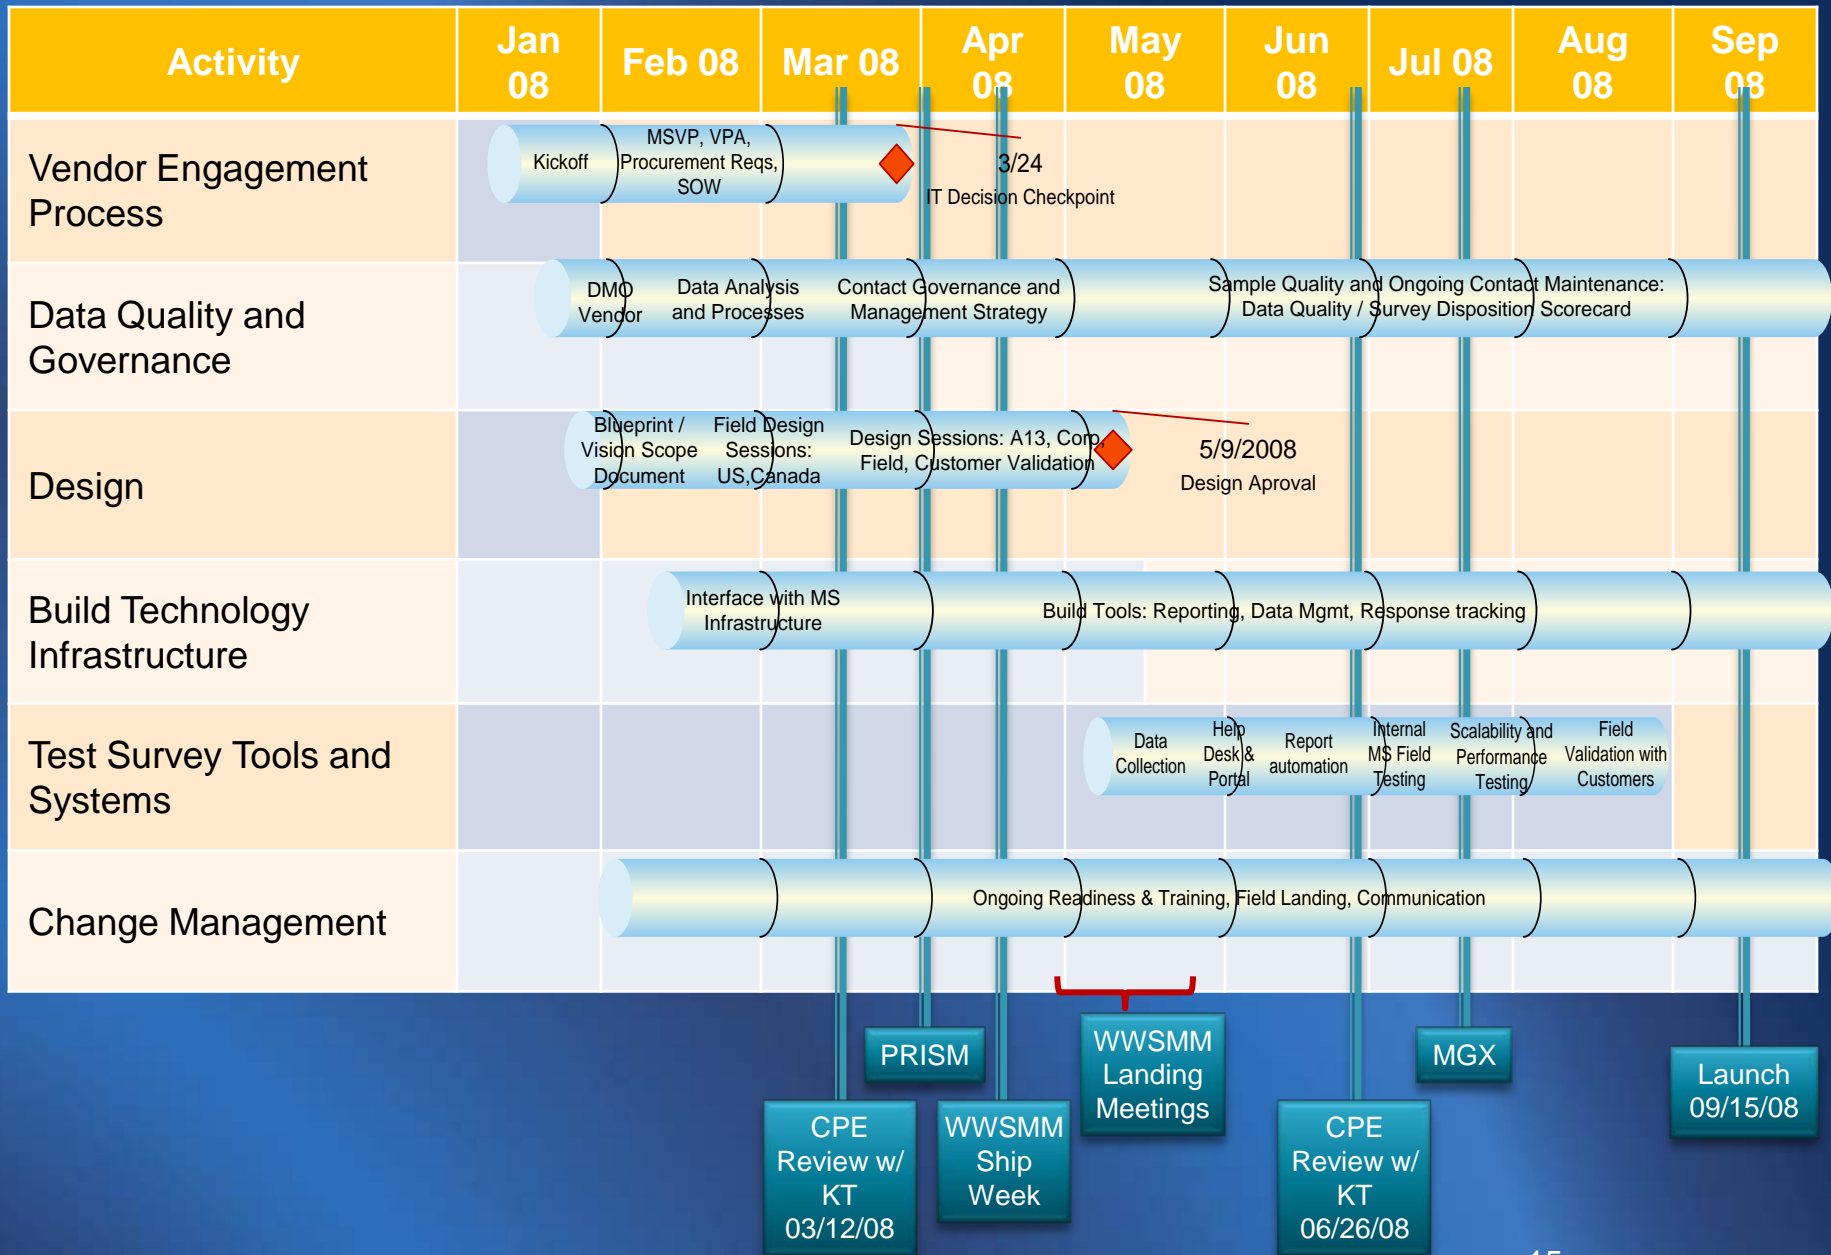 Activity
Jan
08
Feb 08
Mar 08
Apr
08
May
08
Jun
08
Jul 08
Aug
08
Sep
08
Vendor Engagement
Process
Kickoff
MSVP, VPA,
Procurement Reqs,
SOW
3/24
IT Decision Checkpoint
Data Quality and
Governance
DMO
Vendor
Data Analysis
and Processes
Contact Governance and
Management Strategy
Sample Quality and Ongoing Contact Maintenance:
Data Quality / Survey Disposition Scorecard
Design
Blueprint /
Vision Scope
Document
Field Design
Sessions:
US,Canada
Design Sessions: A13, Corp,
Field, Customer Validation
5/9/2008
Design Aproval
Build Technology
Infrastructure
Interface with MS
Infrastructure
Build Tools: Reporting, Data Mgmt, Response tracking
Test Survey Tools and
Systems
Data
Collection
Help
Desk &
Portal
Report
automation
Internal
MS Field
Testing
Scalability and
Performance
Testing
Field
Validation with
Customers
Change Management
Ongoing Readiness & Training, Field Landing, Communication
PRISM
WWSMM
Landing
Meetings
MGX
Launch
09/15/08
CPE
Review w/
KT
03/12/08
WWSMM
Ship
Week
CPE
Review w/
KT
06/26/08